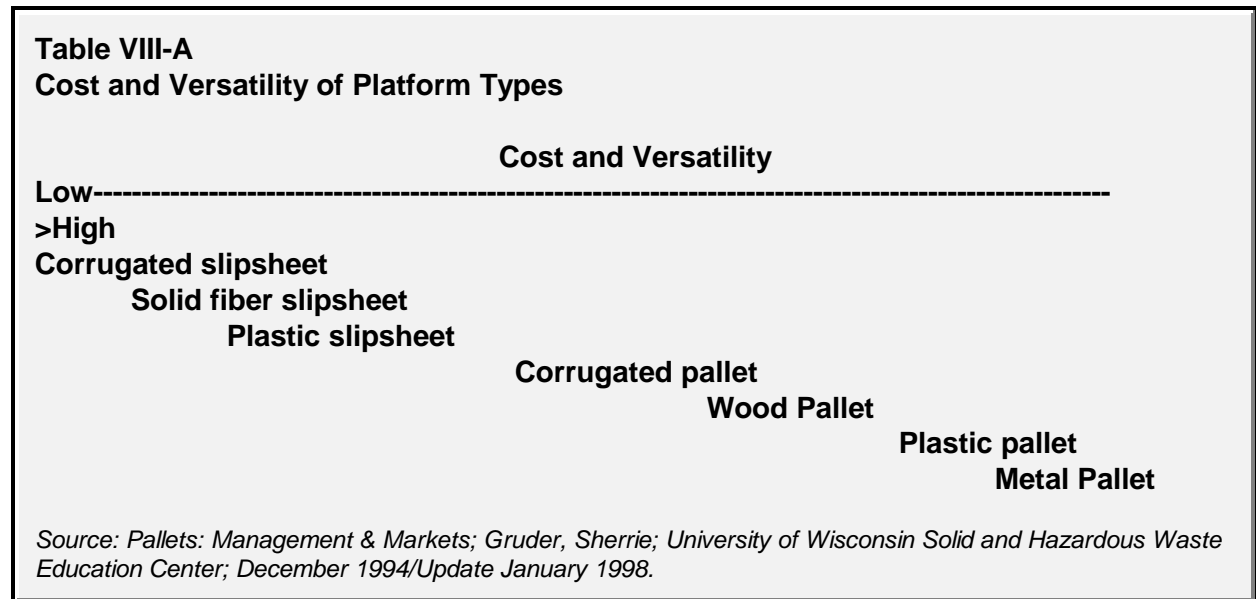 Table VIII-A
Cost and Versatility of Platform Types
Cost and Versatility
Low----------------------------------------------------------------------------------------------------------
>High
Corrugated slipsheet
Solid fiber slipsheet
Plastic slipsheet
Corrugated pallet
Wood Pallet
Plastic pallet
Metal Pallet
Source: Pallets: Management & Markets; Gruder, Sherrie; University of Wisconsin Solid and Hazardous Waste
Education Center; December 1994/Update January 1998.